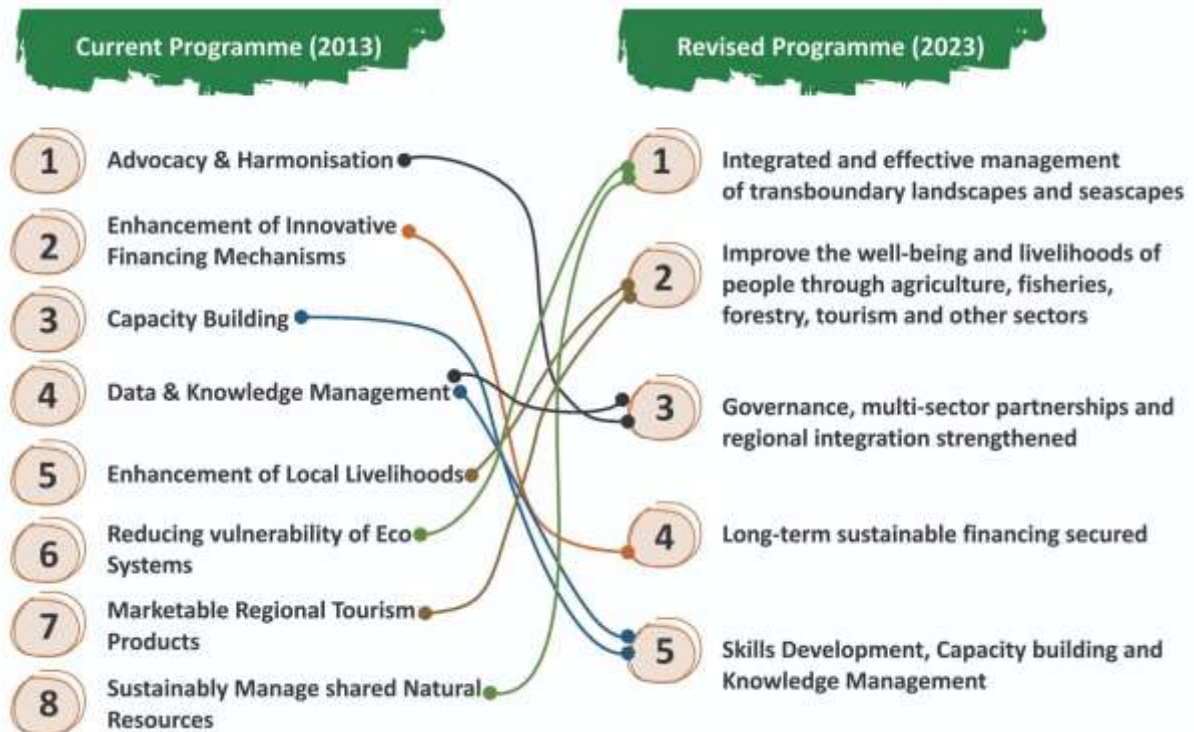 Current Programme (2013)
1
Advocacy & Harmonisation
2
Enhancement of Innovative
Financing Mechanisms
3
Capacity Building
4
Data & Knowledge Management
5
Enhancement of Local Livelihoods
6
Reducing vulnerability of Eco
Systems
7
Marketable Regional Tourism
Products
8
Sustainably Manage shared Natural
Resources
Revised Programme (2023)
1
Integrated and effective management
of transboundary landscapes and seascapes
2
Improve the well-being and livelihoods of
people through agriculture, fisheries,
forestry, tourism and other sectors
3
Governance, multi-sector partnerships and
regional integration strengthened
4
Long-term sustainable financing secured
5
Skills Development, Capacity building and
Knowledge Management